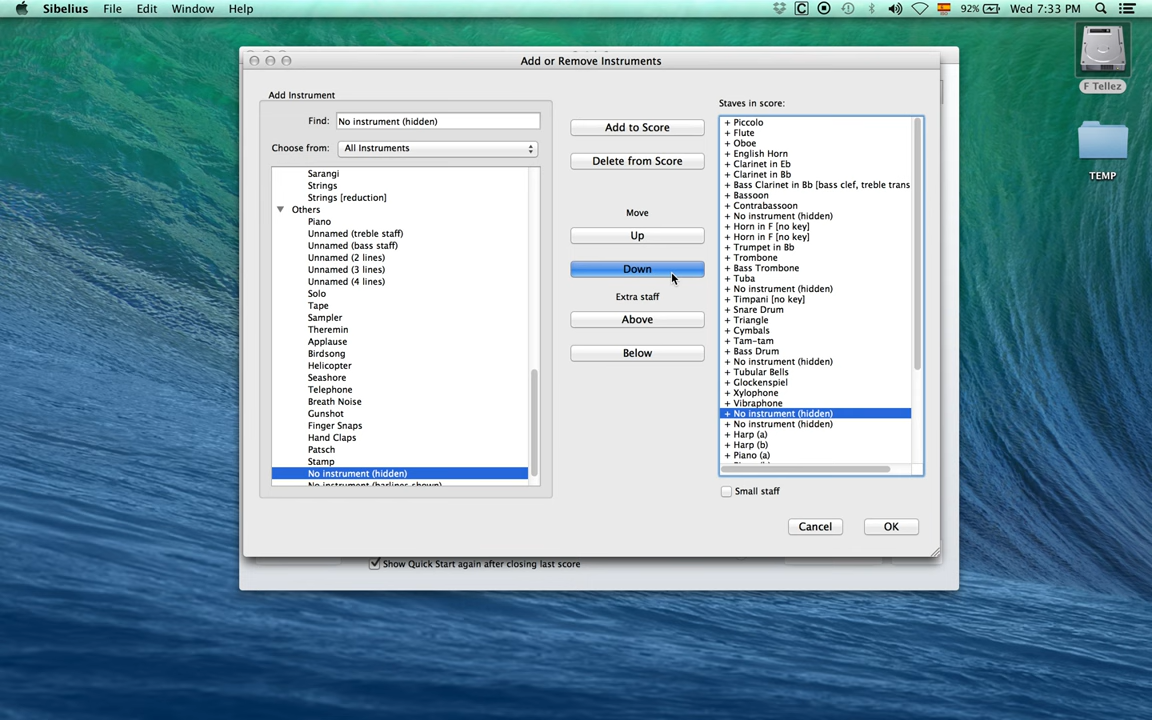 Sibelius File Edit Window Help 92% Wed 7:33 PM
Add or Remove Instruments
F Tellez
TEMP
Add Instrument
Find: No instrument (hidden)
Choose from: All Instruments
Sarangi
Strings
Strings [reduction]
Others
Piano
Unnamed (treble staff)
Unnamed (bass staff)
Unnamed (2 lines)
Unnamed (3 lines)
Unnamed (4 lines)
Solo
Tape
Sampler
Theremin
Applause
Birdsong
Helicopter
Seashore
Telephone
Breath Noise
Gunshot
Finger Snaps
Hand Claps
Patsch
Stamp
No instrument (hidden)
No instrument (barlines shown)
Add to Score
Delete from Score
Move
Up
Down
Extra staff
Above
Below
Staves in score:
+ Piccolo
+ Flute
+ Oboe
+ English Horn
+ Clarinet in Eb
+ Clarinet in Bb
+ Bass Clarinet in Bb [bass clef, treble trans
+ Bassoon
+ Contrabassoon
+ No instrument (hidden)
+ Horn in F [no key]
+ Horn in F [no key]
+ Trumpet in Bb
+ Trombone
+ Bass Trombone
+ Tuba
+ No instrument (hidden)
+ Timpani [no key]
+ Snare Drum
+ Triangle
+ Cymbals
+ Tam-tam
+ Bass Drum
+ No instrument (hidden)
+ Tubular Bells
+ Glockenspiel
+ Xylophone
+ Vibraphone
+ No instrument (hidden)
+ No instrument (hidden)
+ Harp (a)
+ Harp (b)
+ Piano (a)
Small staff
Cancel
OK
Show Quick Start again after closing last score